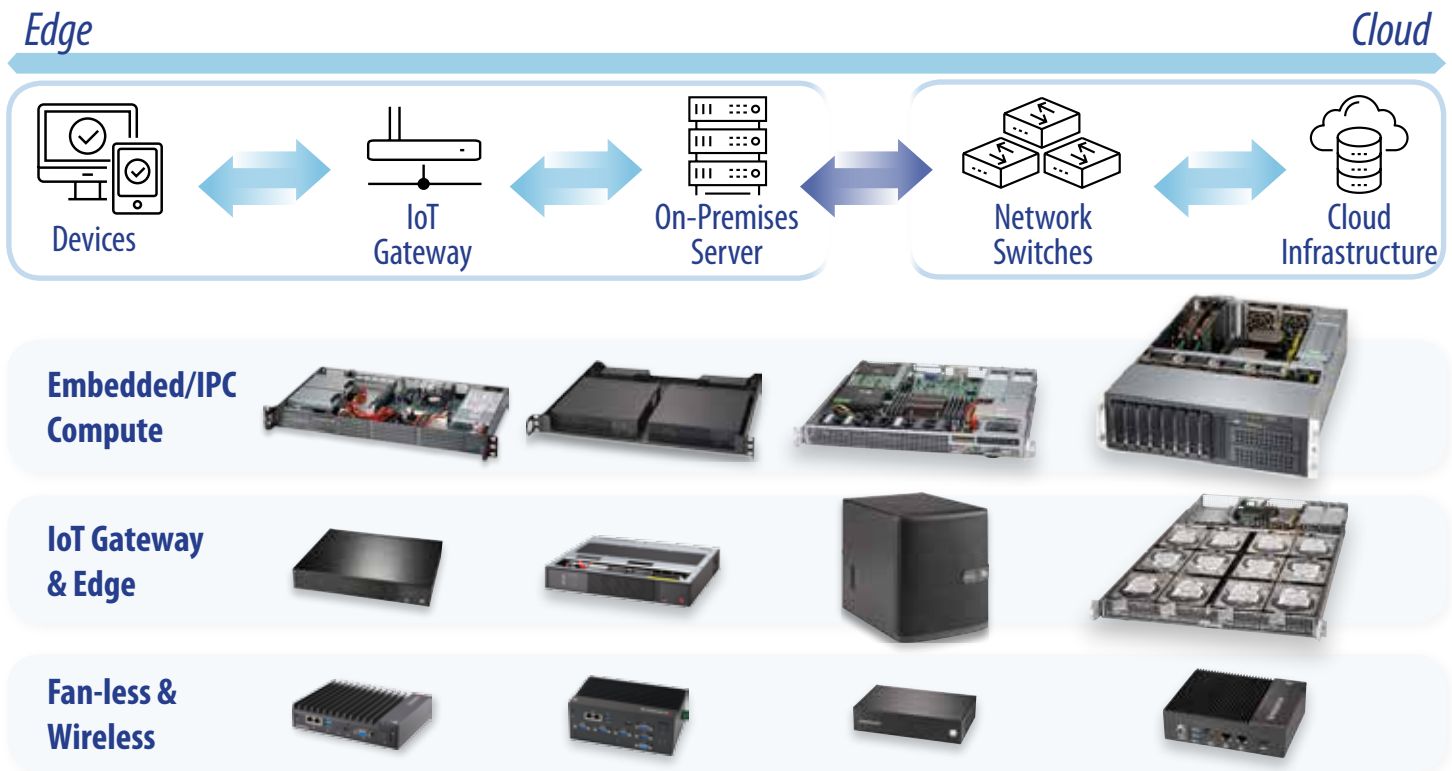 Edge
Cloud
Devices
IoT
Gateway
On-Premises
Server
Network
Switches
Cloud
Infrastructure
Embedded/IPC
Compute
IoT Gateway
& Edge
Fan-less &
Wireless